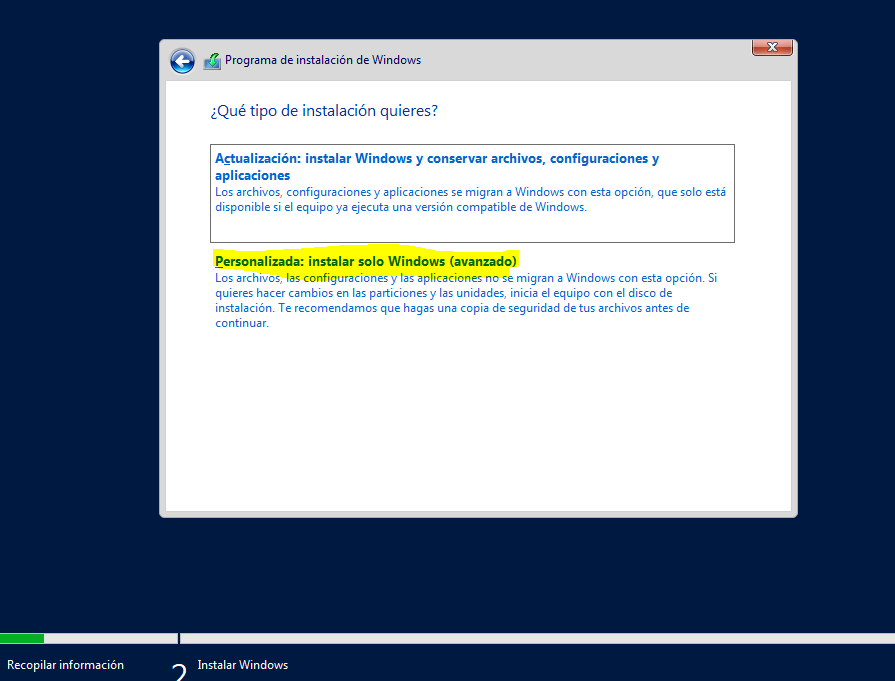 Programa de instalación de Windows
¿Qué tipo de instalación quieres?
Actualización: instalar Windows y conservar archivos, configuraciones y
aplicaciones
Los archivos, configuraciones y aplicaciones se migran a Windows con esta opción, que solo está
disponible si el equipo ya ejecuta una versión compatible de Windows.
Personalizada: instalar solo Windows (avanzado)
Los archivos, las configuraciones y las aplicaciones no se migran a Windows con esta opción. Si
quieres hacer cambios en las particiones y las unidades, inicia el equipo con el disco de
instalación. Te recomendamos que hagas una copia de seguridad de tus archivos antes de
continuar.
Recopilar información
2 Instalar Windows